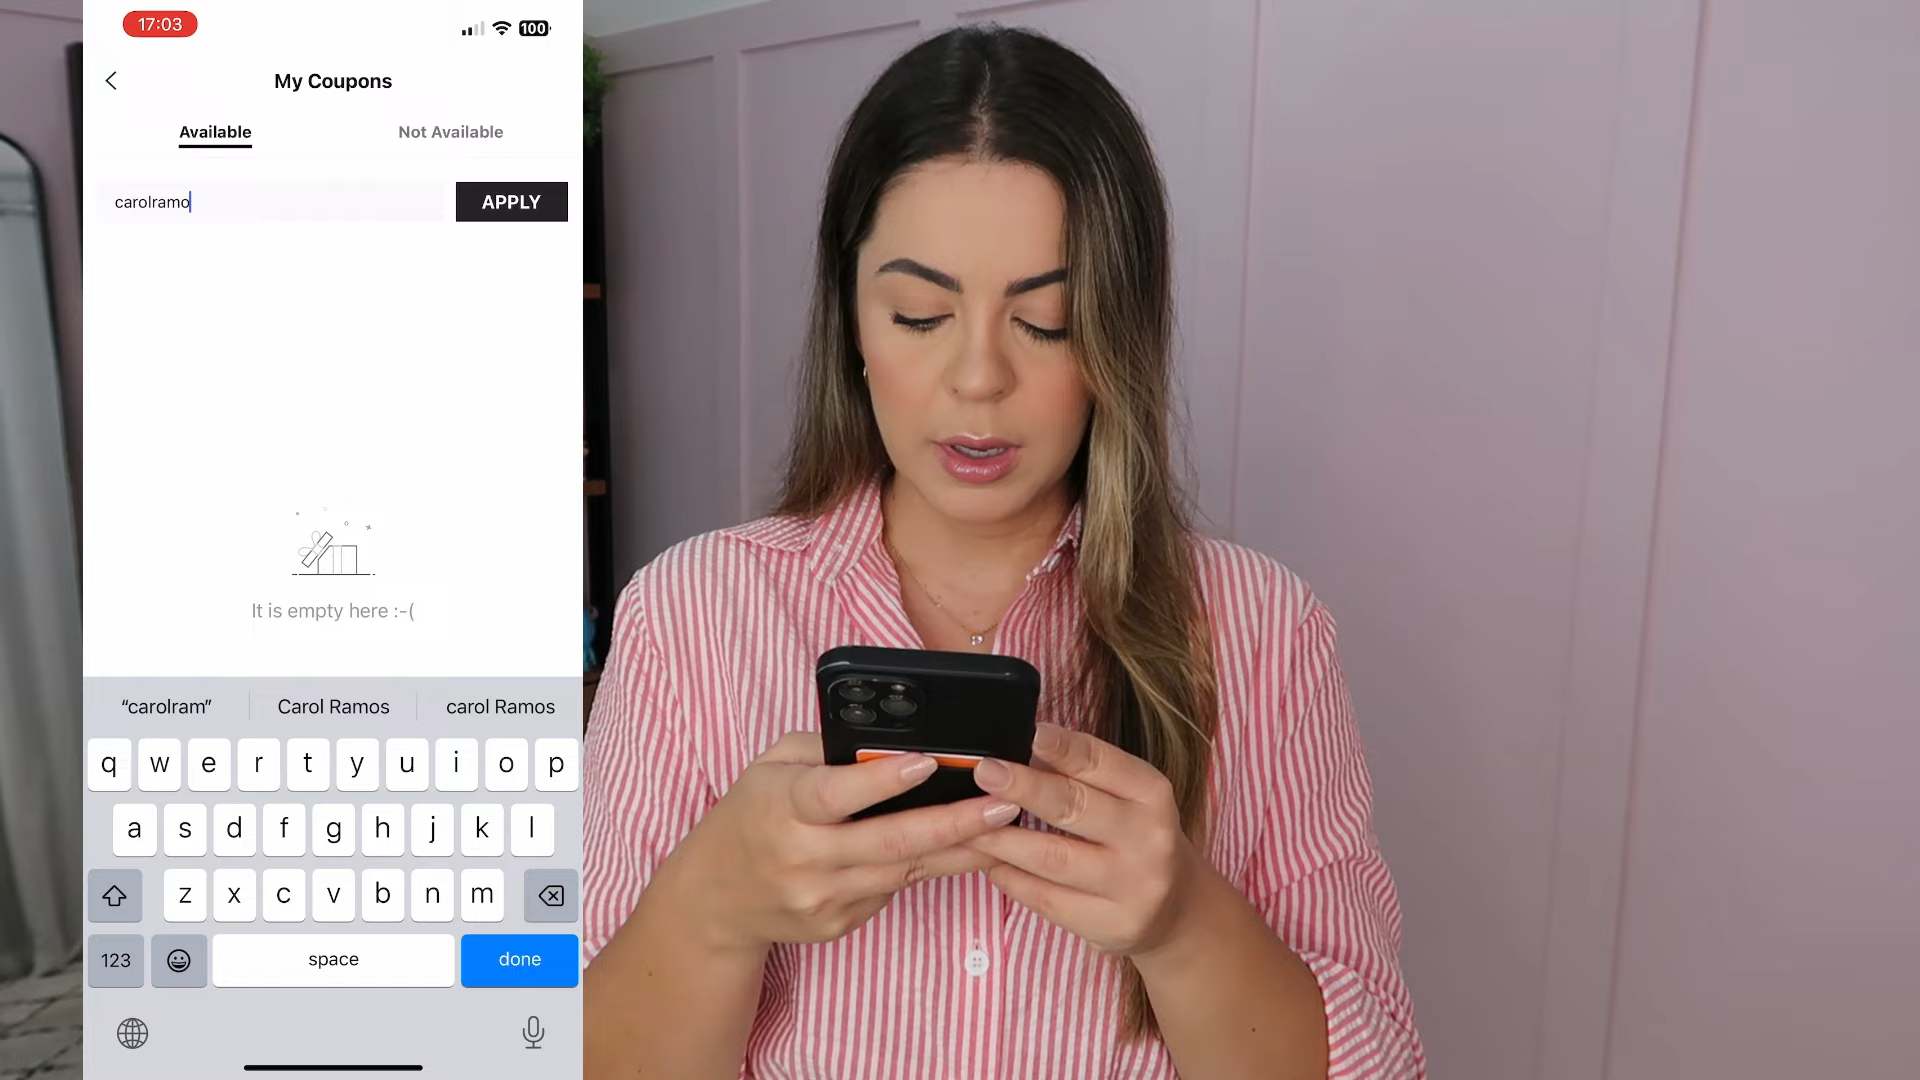 17:03
100
My Coupons
Available Not Available
carolramo APPLY
It is empty here :-(
“carolram” Carol Ramos carol Ramos
q w e r t y u i o p
a s d f g h j k l
z x c v b n m
123 space done